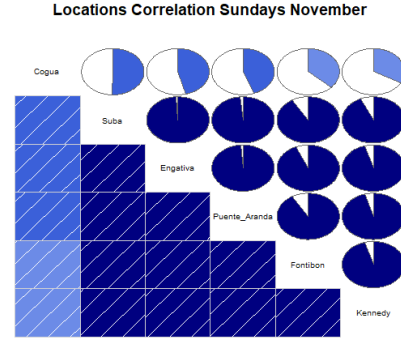 Locations Correlation Sundays November
Cogua
Suba
Engativa
Puente_Aranda
Fontibon
Kennedy